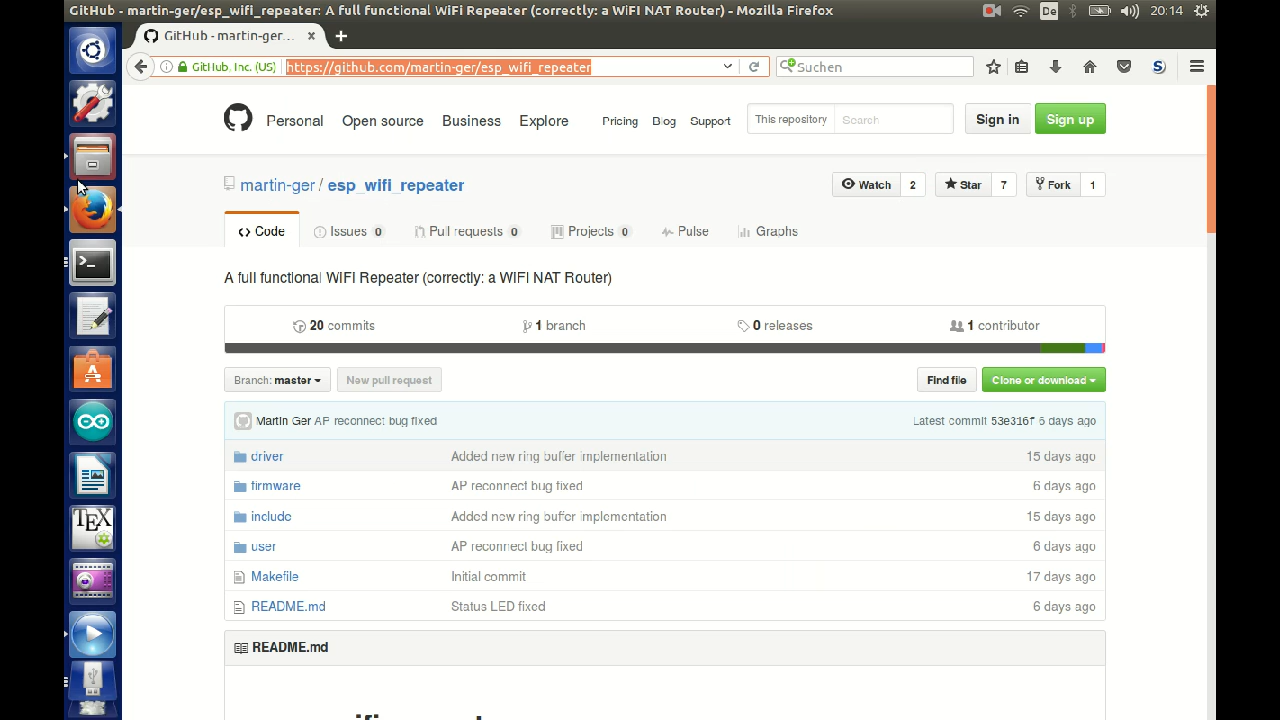 GitHub - martin-ger/esp_wifi_repeater: A full functional WiFi Repeater (correctly: a WiFI NAT Router) - Mozilla Firefox
De
20:14
GitHub - martin-ger...
GitHub, Inc. (US)
https://github.com/martin-ger/esp_wifi_repeater
Suchen
S
Personal
Open source
Business
Explore
Pricing
Blog
Support
This repository
Search
Sign in
Sign up
martin-ger / esp_wifi_repeater
Watch 2
Star 7
Fork 1
Code
Issues 0
Pull requests 0
Projects 0
Pulse
Graphs
A full functional WiFi Repeater (correctly: a WiFI NAT Router)
20 commits
1 branch
0 releases
1 contributor
Branch: master
New pull request
Find file
Clone or download
Martin Ger AP reconnect bug fixed
Latest commit 53e316f 6 days ago
driver Added new ring buffer implementation 15 days ago
firmware AP reconnect bug fixed 6 days ago
include Added new ring buffer implementation 15 days ago
user AP reconnect bug fixed 6 days ago
Makefile Initial commit 17 days ago
README.md Status LED fixed 6 days ago
TEX
README.md